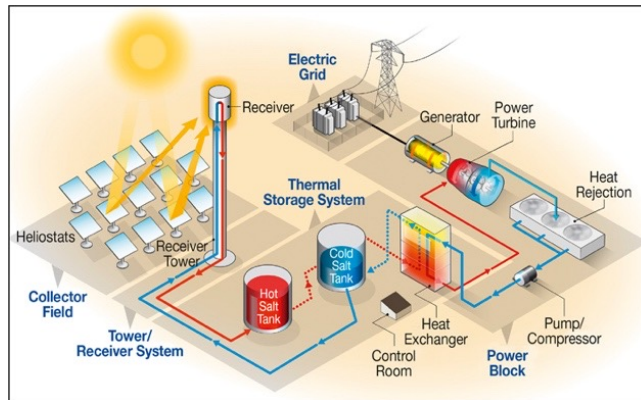 Electric
Grid
Receiver
Generator
Power
Turbine
Heat
Rejection
Thermal
Storage System
Heliostats
Receiver
Tower
Cold
Salt
Tank
Hot
Salt
Tank
Collector
Field
Tower/
Receiver System
Heat
Exchanger
Control
Room
Pump/
Compressor
Power
Block